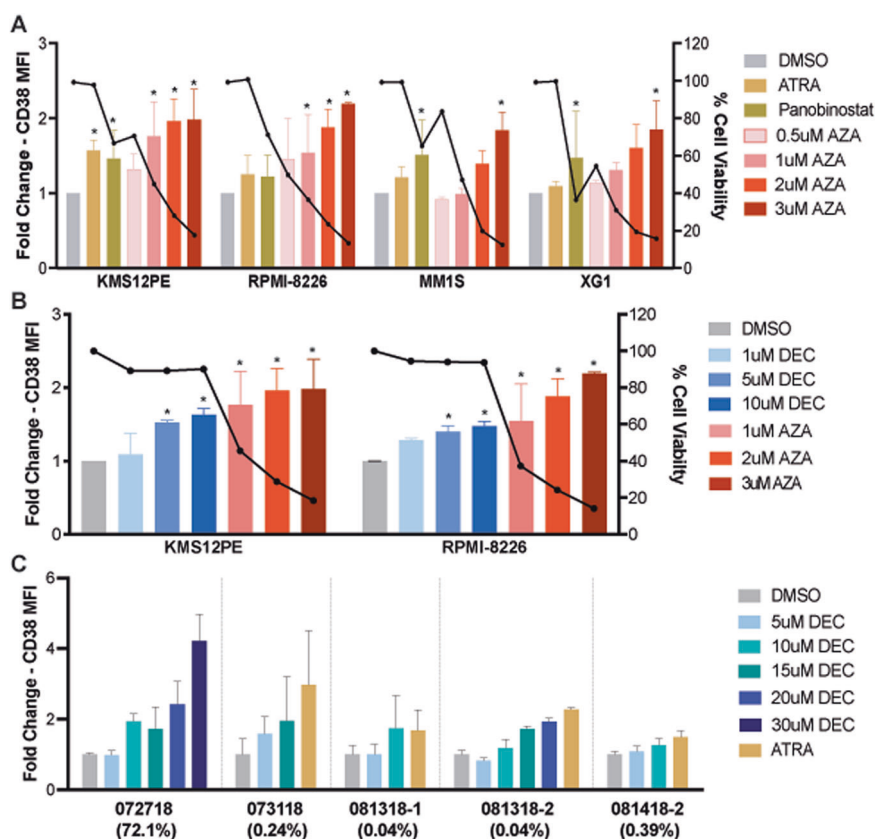 A
Fold Change - CD38 MFI
3
2
1
0
* * * * *
* * *
* *
* *
120
100
80
60
40
20
0
% Cell Viability
KMS12PE RPMI-8226 MM1S XG1
DMSO
ATRA
Panobinostat
0.5uM AZA
1uM AZA
2uM AZA
3uM AZA
B
Fold Change - CD38 MFI
3
2
1
0
* * * * *
* * * * *
120
100
80
60
40
20
0
% Cell Viabilty
KMS12PE RPMI-8226
DMSO
1uM DEC
5uM DEC
10uM DEC
1uM AZA
2uM AZA
3uM AZA
C
Fold Change - CD38 MFI
6
4
2
0
072718 073118 081318-1 081318-2 081418-2
(72.1%) (0.24%) (0.04%) (0.04%) (0.39%)
DMSO
5uM DEC
10uM DEC
15uM DEC
20uM DEC
30uM DEC
ATRA